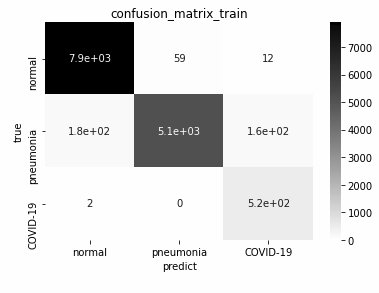 confusion_matrix_train
normal 7.9e+03 59 12
pneumonia 1.8e+02 5.1e+03 1.6e+02
COVID-19 2 0 5.2e+02
true
normal pneumonia COVID-19
predict
7000
6000
5000
4000
3000
2000
1000
0